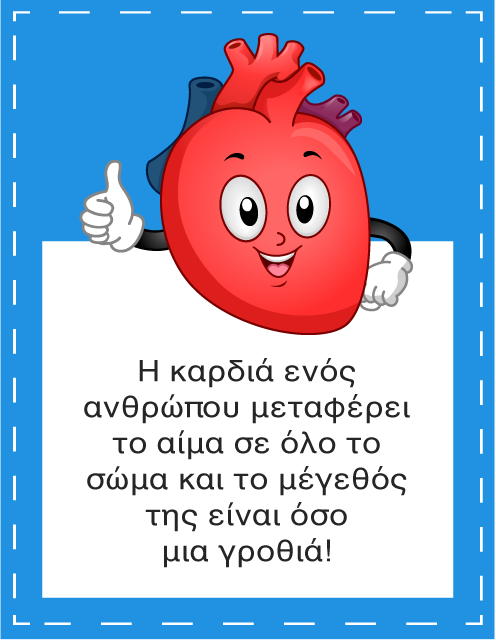 Η καρδιά ενός
ανθρώπου μεταφέρει
το αίμα σε όλο το
σώμα και το μέγεθός
της είναι όσο
μια γροθιά!